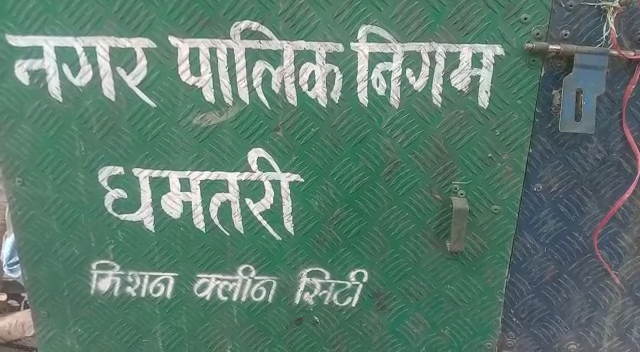 नगर पालिक निगम
धमतरी
मिशन क्लीन सिटी